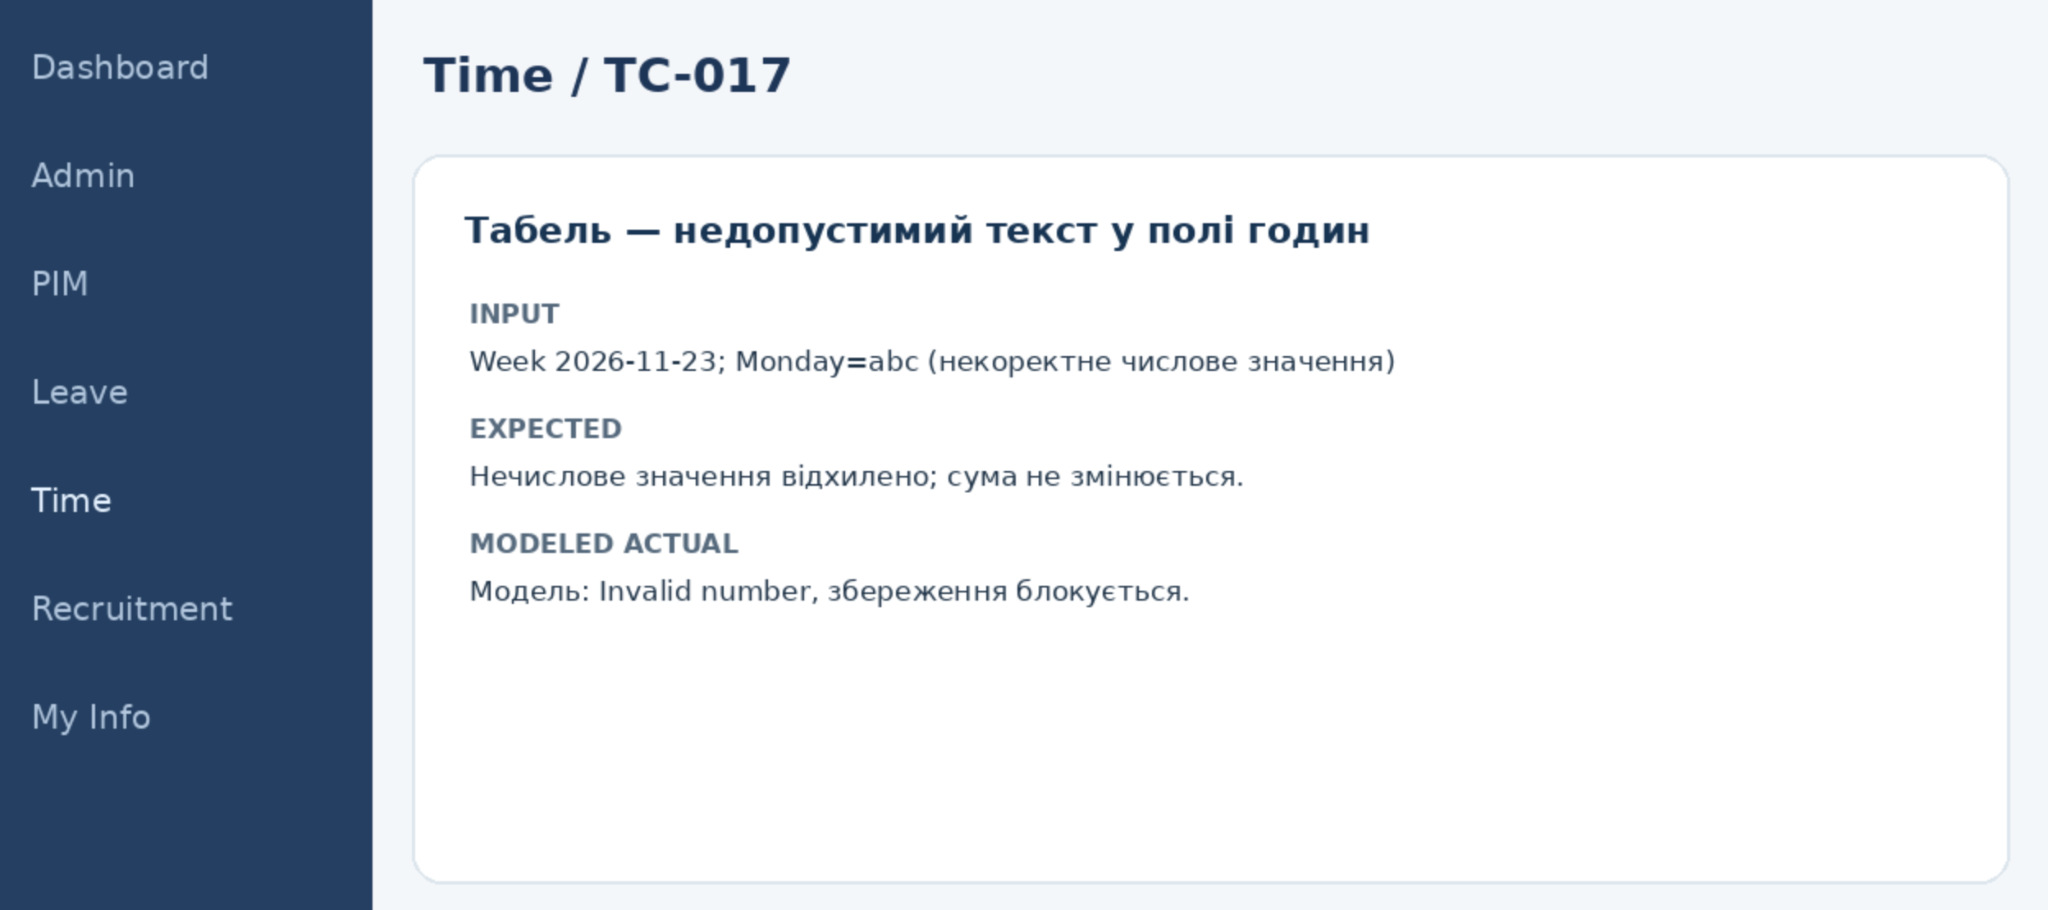 Dashboard
Admin
PIM
Leave
Time
Recruitment
My Info
Time / TC-017
Табель — недопустимий текст у полі годин
INPUT
Week 2026-11-23; Monday=abc (некоректне числове значення)
EXPECTED
Нечислове значення відхилено; сума не змінюється.
MODELED ACTUAL
Модель: Invalid number, збереження блокується.